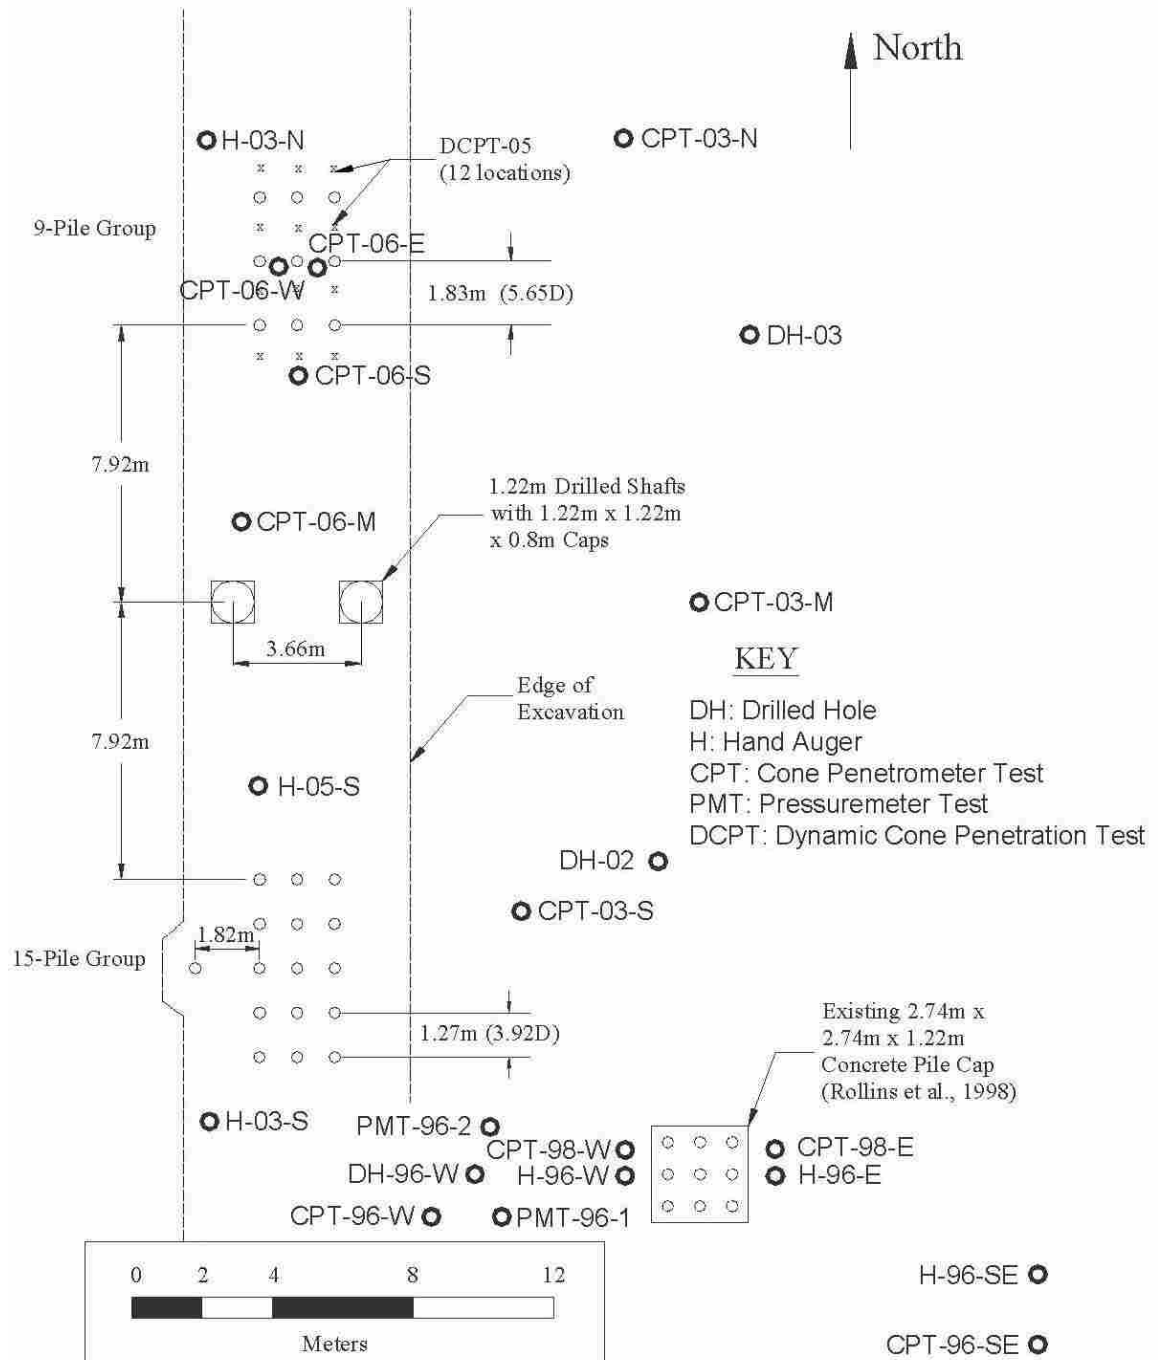 North
H-03-N
CPT-03-N
DCPT-05
(12 locations)
x x x
9-Pile Group
x x x
CPT-06-E
CPT-06-W
x x
1.83m (5.65D)
DH-03
x x x
CPT-06-S
7.92m
1.22m Drilled Shafts
with 1.22m x 1.22m
x 0.8m Caps
CPT-06-M
CPT-03-M
3.66m
KEY
Edge of
Excavation
DH: Drilled Hole
H: Hand Auger
CPT: Cone Penetrometer Test
PMT: Pressuremeter Test
DCPT: Dynamic Cone Penetration Test
7.92m
H-05-S
DH-02
CPT-03-S
1.82m
15-Pile Group
1.27m (3.92D)
Existing 2.74m x
2.74m x 1.22m
Concrete Pile Cap
(Rollins et al., 1998)
H-03-S
PMT-96-2
CPT-98-W
CPT-98-E
DH-96-W
H-96-W
H-96-E
CPT-96-W
PMT-96-1
0 2 4 8 12
Meters
H-96-SE
CPT-96-SE